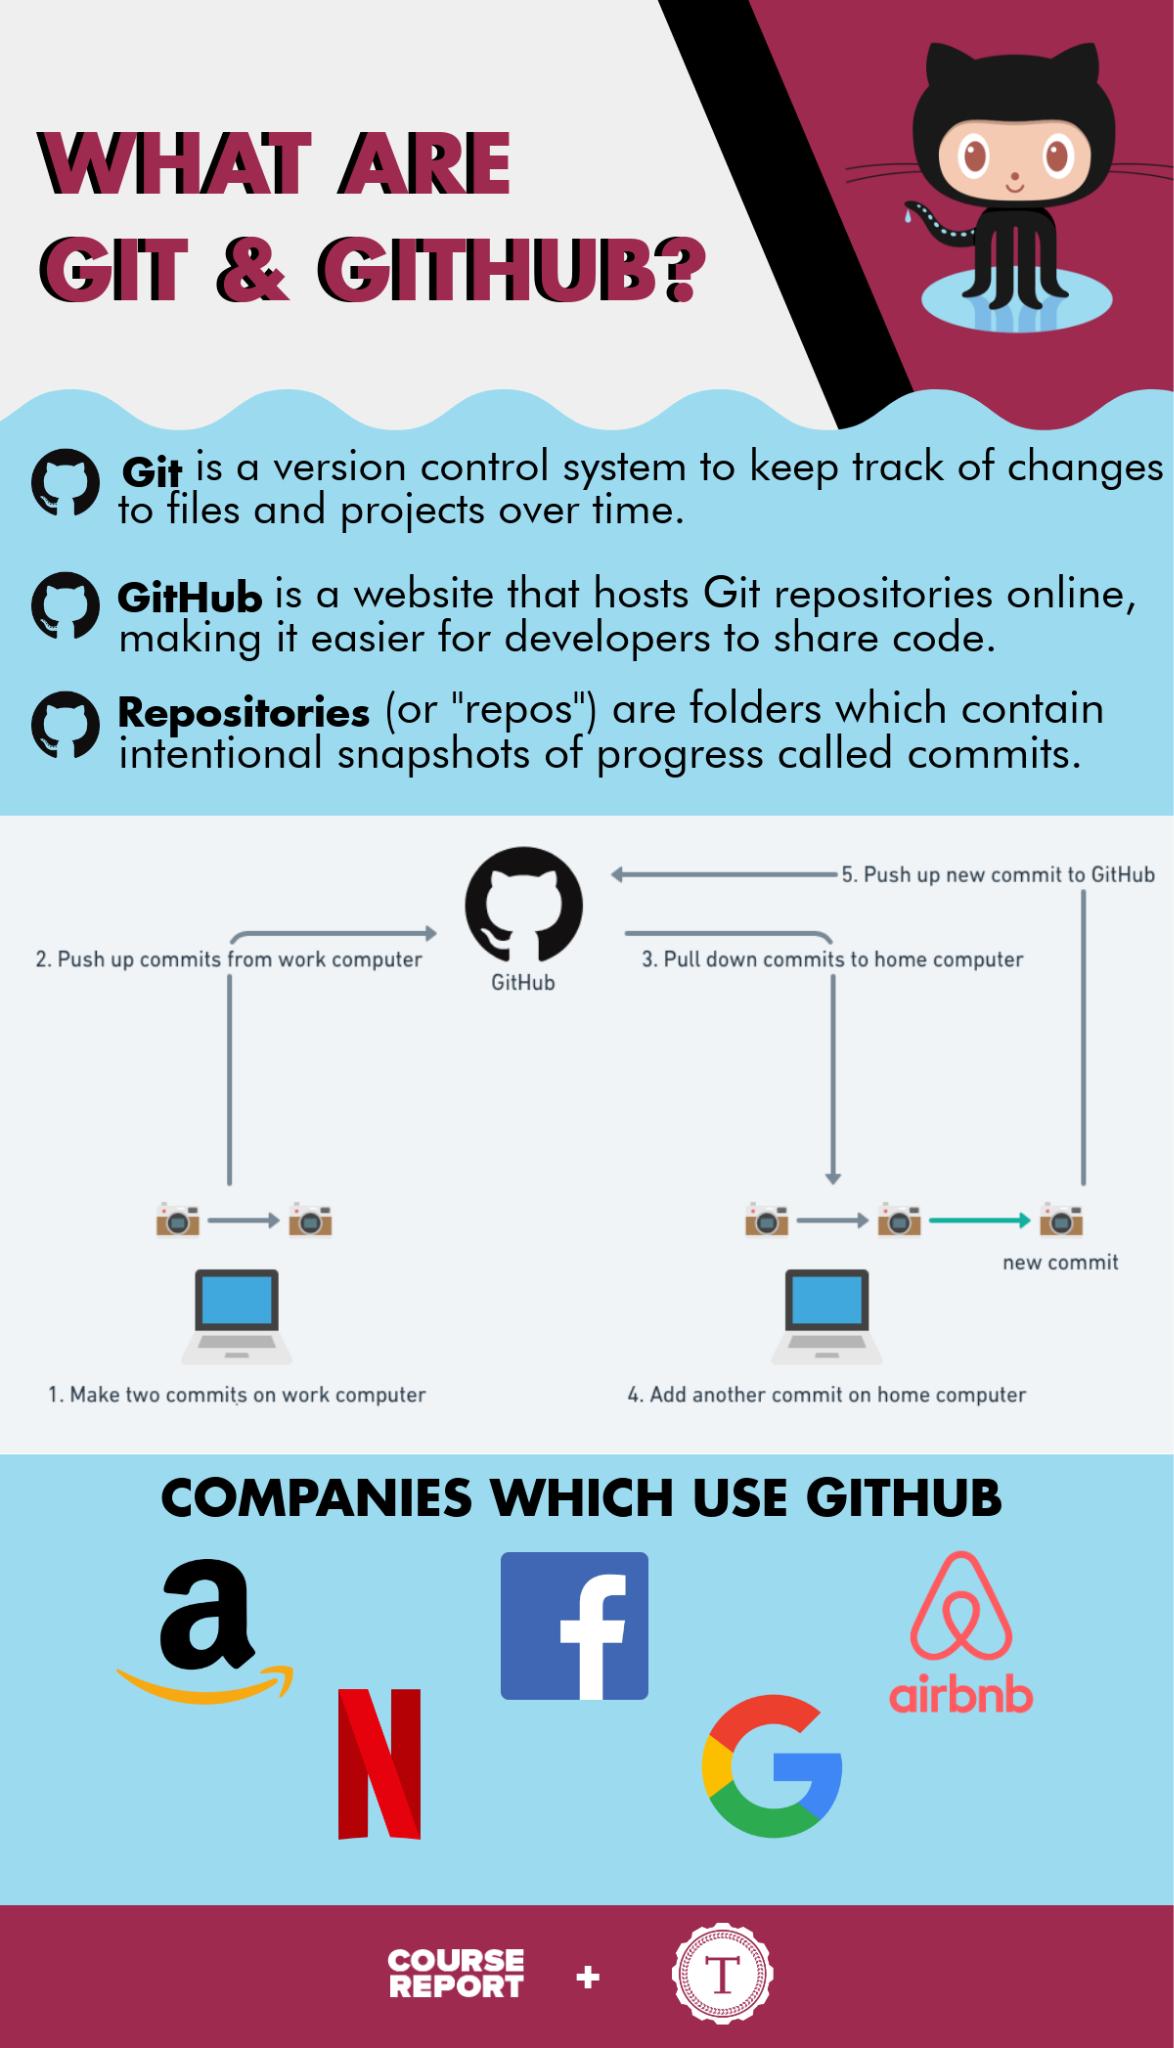 WHAT ARE
GIT & GITHUB?
Git is a version control system to keep track of changes
to files and projects over time.
GitHub is a website that hosts Git repositories online,
making it easier for developers to share code.
Repositories (or "repos") are folders which contain
intentional snapshots of progress called commits.
5. Push up new commit to GitHub
2. Push up commits from work computer
3. Pull down commits to home computer
GitHub
new commit
1. Make two commits on work computer
4. Add another commit on home computer
COMPANIES WHICH USE GITHUB
a
f
airbnb
N
G
COURSE
REPORT
+
T